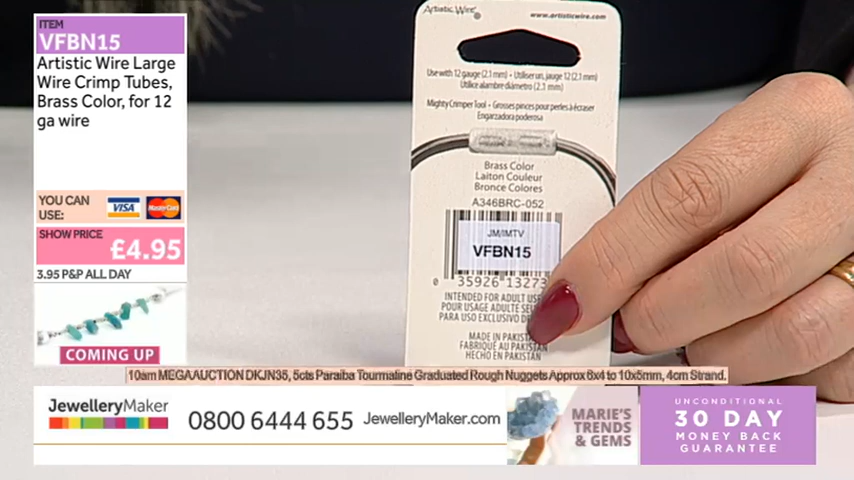 ITEM
VFBN15
Artistic Wire Large
Wire Crimp Tubes,
Brass Color, for 12
ga wire
YOU CAN
USE:
VISA
MasterCard
SHOW PRICE
£4.95
3.95 P&P ALL DAY
COMING UP
Artistic Wire
www.artisticwire.com
Use with 12 gauge (2.1 mm) • Utiliser un, jauge 12 (2.1 mm)
Utilice alambre diámetro (2.1 mm)
Mighty Crimper Tool • Grosses pinces pour perles à écraser
Engarzadora poderosa
Brass Color
Laiton Couleur
Bronce Colores
A346BRC-052
JM/IMTV
VFBN15
0 35926 13273
INTENDED FOR ADULT
POUR USAGE ADULTE
PARA USO EXCLUSIVO
MADE IN PAKISTAN
FABRIQUÉ AU PAKISTAN
HECHO EN PAKISTAN
10am MEGA AUCTION DKJN35, 5cts Paraiba Tourmaline Graduated Rough Nuggets Approx 6x4 to 10x5mm, 4cm Strand.
JewelleryMaker
0800 6444 655
JewelleryMaker.com
MARIE'S
TRENDS
& GEMS
UNCONDITIONAL
30 DAY
MONEY BACK
GUARANTEE